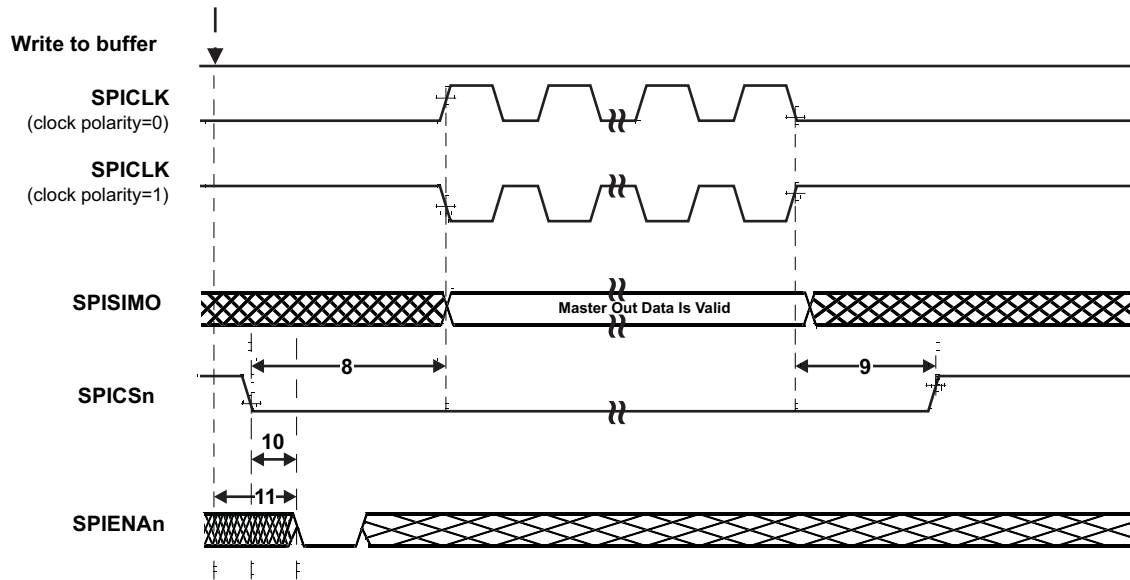 Write to buffer
SPICLK
(clock polarity=0)
SPICLK
(clock polarity=1)
SPISIMO
Master Out Data Is Valid
8
9
SPICSn
10
11
SPIENAn